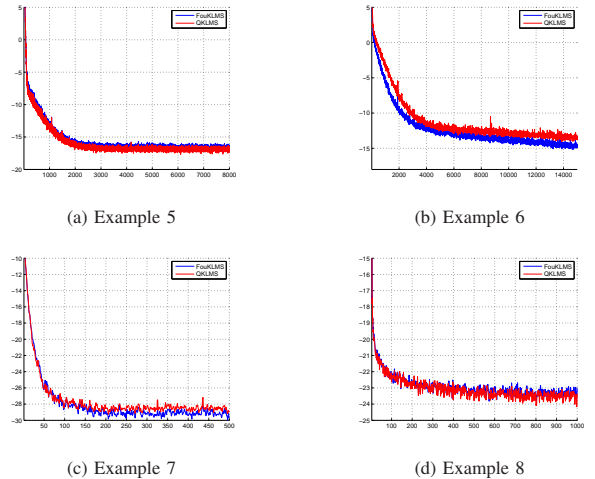 FouKLMS
QKLMS
5
0
−5
−10
−15
−20
1000 2000 3000 4000 5000 6000 7000 8000
(a) Example 5
FouKLMS
QKLMS
5
0
−5
−10
−15
2000 4000 6000 8000 10000 12000 14000
(b) Example 6
FouKLMS
QKLMS
−10
−12
−14
−16
−18
−20
−22
−24
−26
−28
−30
50 100 150 200 250 300 350 400 450 500
(c) Example 7
FouKLMS
QKLMS
−15
−16
−17
−18
−19
−20
−21
−22
−23
−24
−25
100 200 300 400 500 600 700 800 900 1000
(d) Example 8